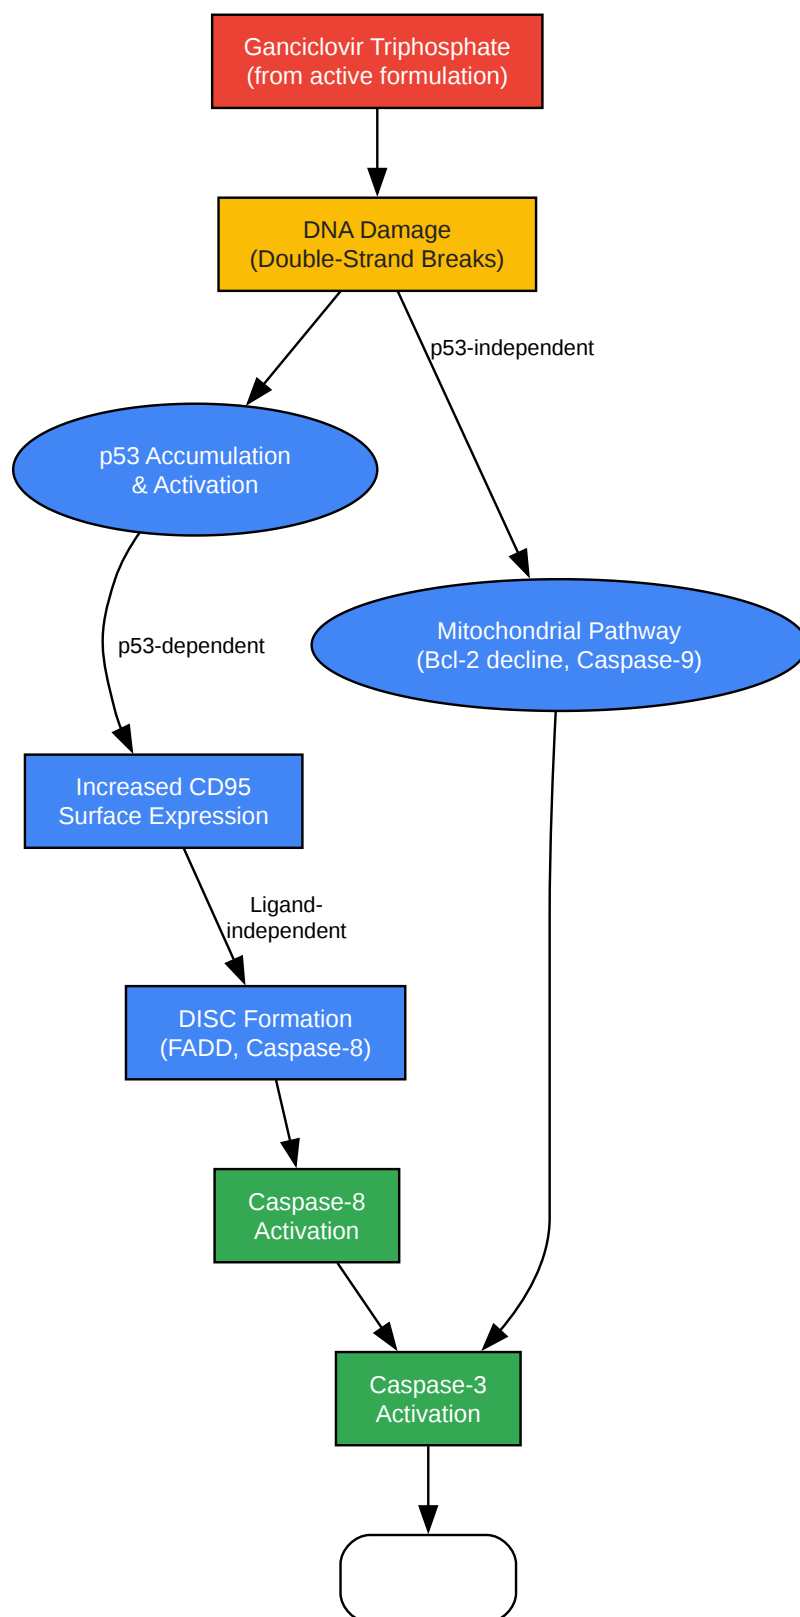 Ganciclovir Triphosphate
(from active formulation)
DNA Damage
(Double-Strand Breaks)
p53-independent
p53 Accumulation
& Activation
Mitochondrial Pathway
(Bcl-2 decline, Caspase-9)
p53-dependent
Increased CD95
Surface Expression
Ligand-
independent
DISC Formation
(FADD, Caspase-8)
Caspase-8
Activation
Caspase-3
Activation